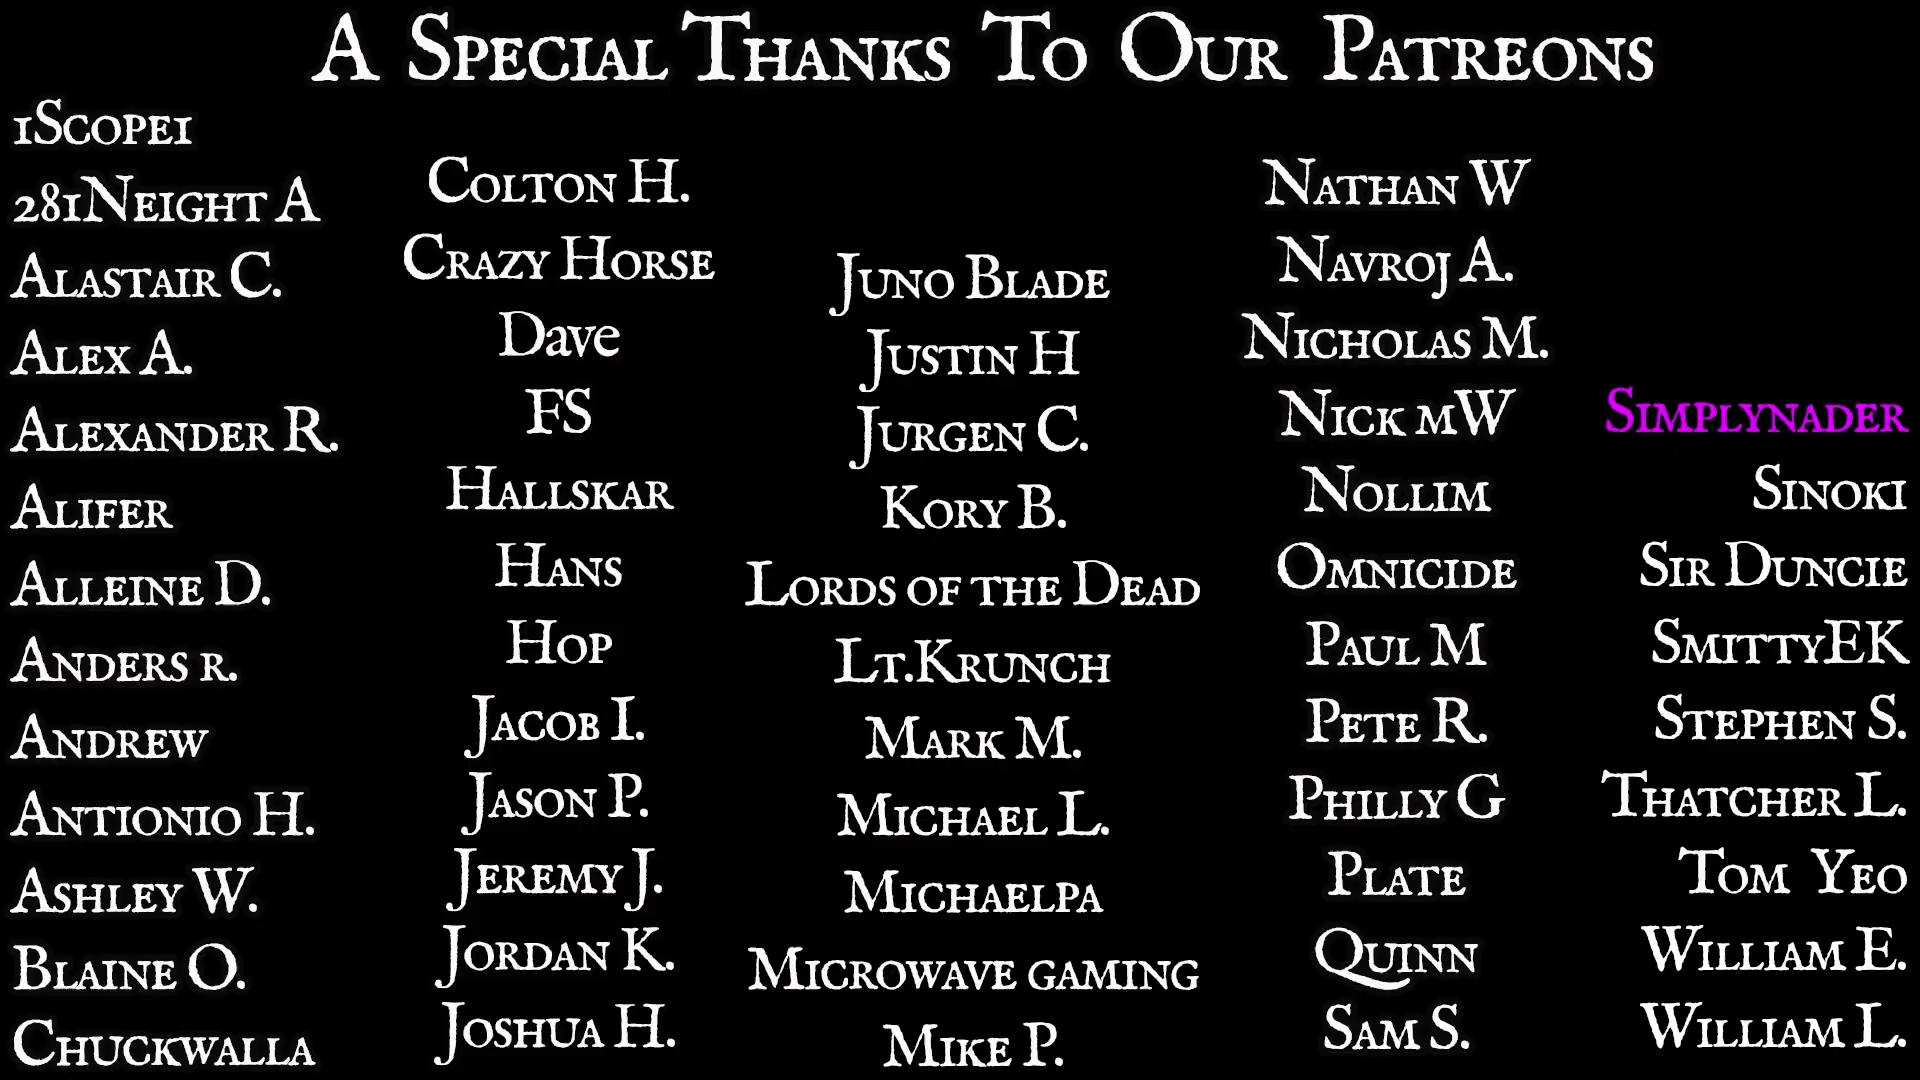 A Special Thanks To Our Patreons
1Scope1
281Neight A
Alastair C.
Alex A.
Alexander R.
Alifer
Alleine D.
Anders r.
Andrew
Antionio H.
Ashley W.
Blaine O.
Chuckwalla
Colton H.
Crazy Horse
Dave
FS
Hallskar
Hans
Hop
Jacob I.
Jason P.
Jeremy J.
Jordan K.
Joshua H.
Juno Blade
Justin H
Jurgen C.
Kory B.
Lords of the Dead
Lt.Krunch
Mark M.
Michael L.
Michaelpa
Microwave gaming
Mike P.
Nathan W
Navroj A.
Nicholas M.
Nick mW
Nollim
Omnicide
Paul M
Pete R.
Philly G
Plate
Quinn
Sam S.
Simplynader
Sinoki
Sir Duncie
SmittyEK
Stephen S.
Thatcher L.
Tom Yeo
William E.
William L.